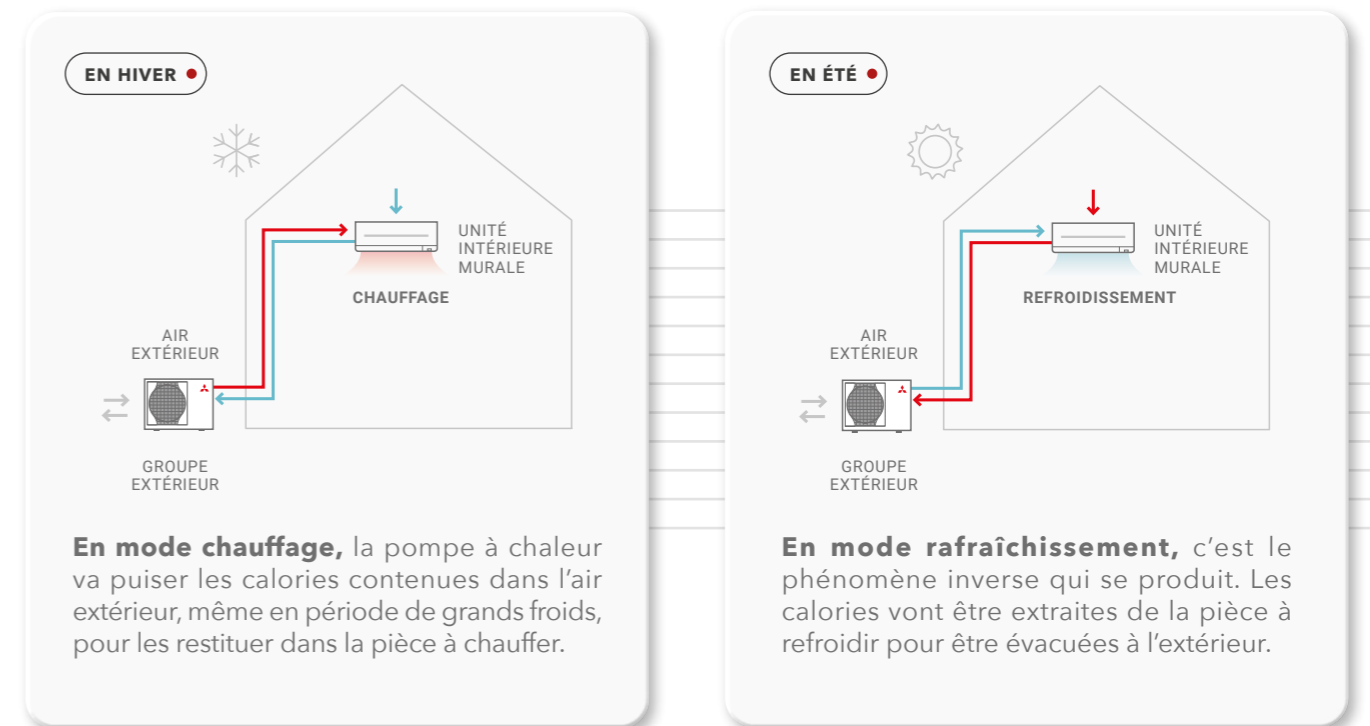 EN HIVER
UNITÉ
INTÉRIEURE
MURALE
CHAUFFAGE
AIR
EXTÉRIEUR
GROUPE
EXTÉRIEUR
En mode chauffage, la pompe à chaleur
va puiser les calories contenues dans l’air
extérieur, même en période de grands froids,
pour les restituer dans la pièce à chauffer.
EN ÉTÉ
UNITÉ
INTÉRIEURE
MURALE
REFROIDISSEMENT
AIR
EXTÉRIEUR
GROUPE
EXTÉRIEUR
En mode rafraîchissement, c’est le
phénomène inverse qui se produit. Les
calories vont être extraites de la pièce à
refroidir pour être évacuées à l’extérieur.